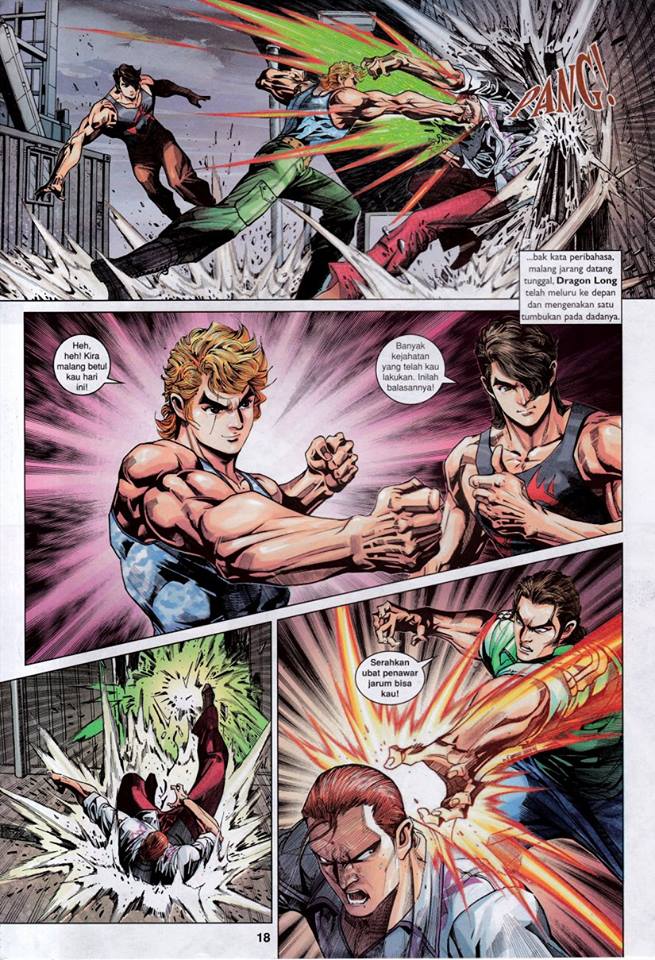 PANG!
...bak kata peribahasa,
malang jarang datang
tunggal, Dragon Long
telah meluru ke depan
dan mengenakan satu
tumbukan pada dadanya.
Heh,
heh! Kira
malang betul
kau hari
ini!
Banyak
kejahatan
yang telah kau
lakukan. Inilah
balasannya!
Serahkan
ubat penawar
jarum bisa
kau!
18